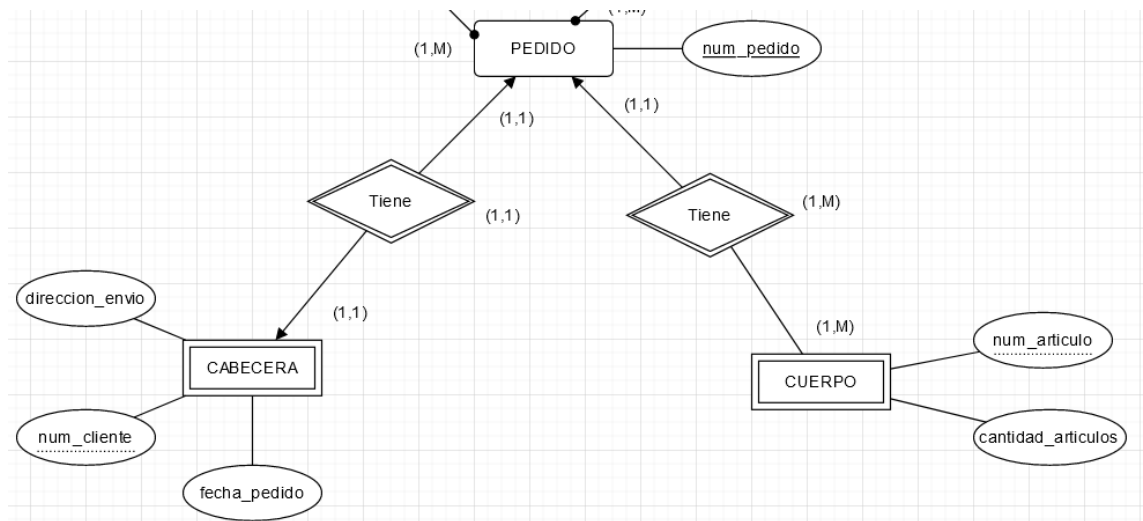 (1,M)
(1,M)
PEDIDO
num_pedido
(1,1)
(1,1)
Tiene
(1,1)
Tiene
(1,M)
direccion_envio
(1,1)
(1,M)
num_articulo
CABECERA
CUERPO
num_cliente
cantidad_articulos
fecha_pedido